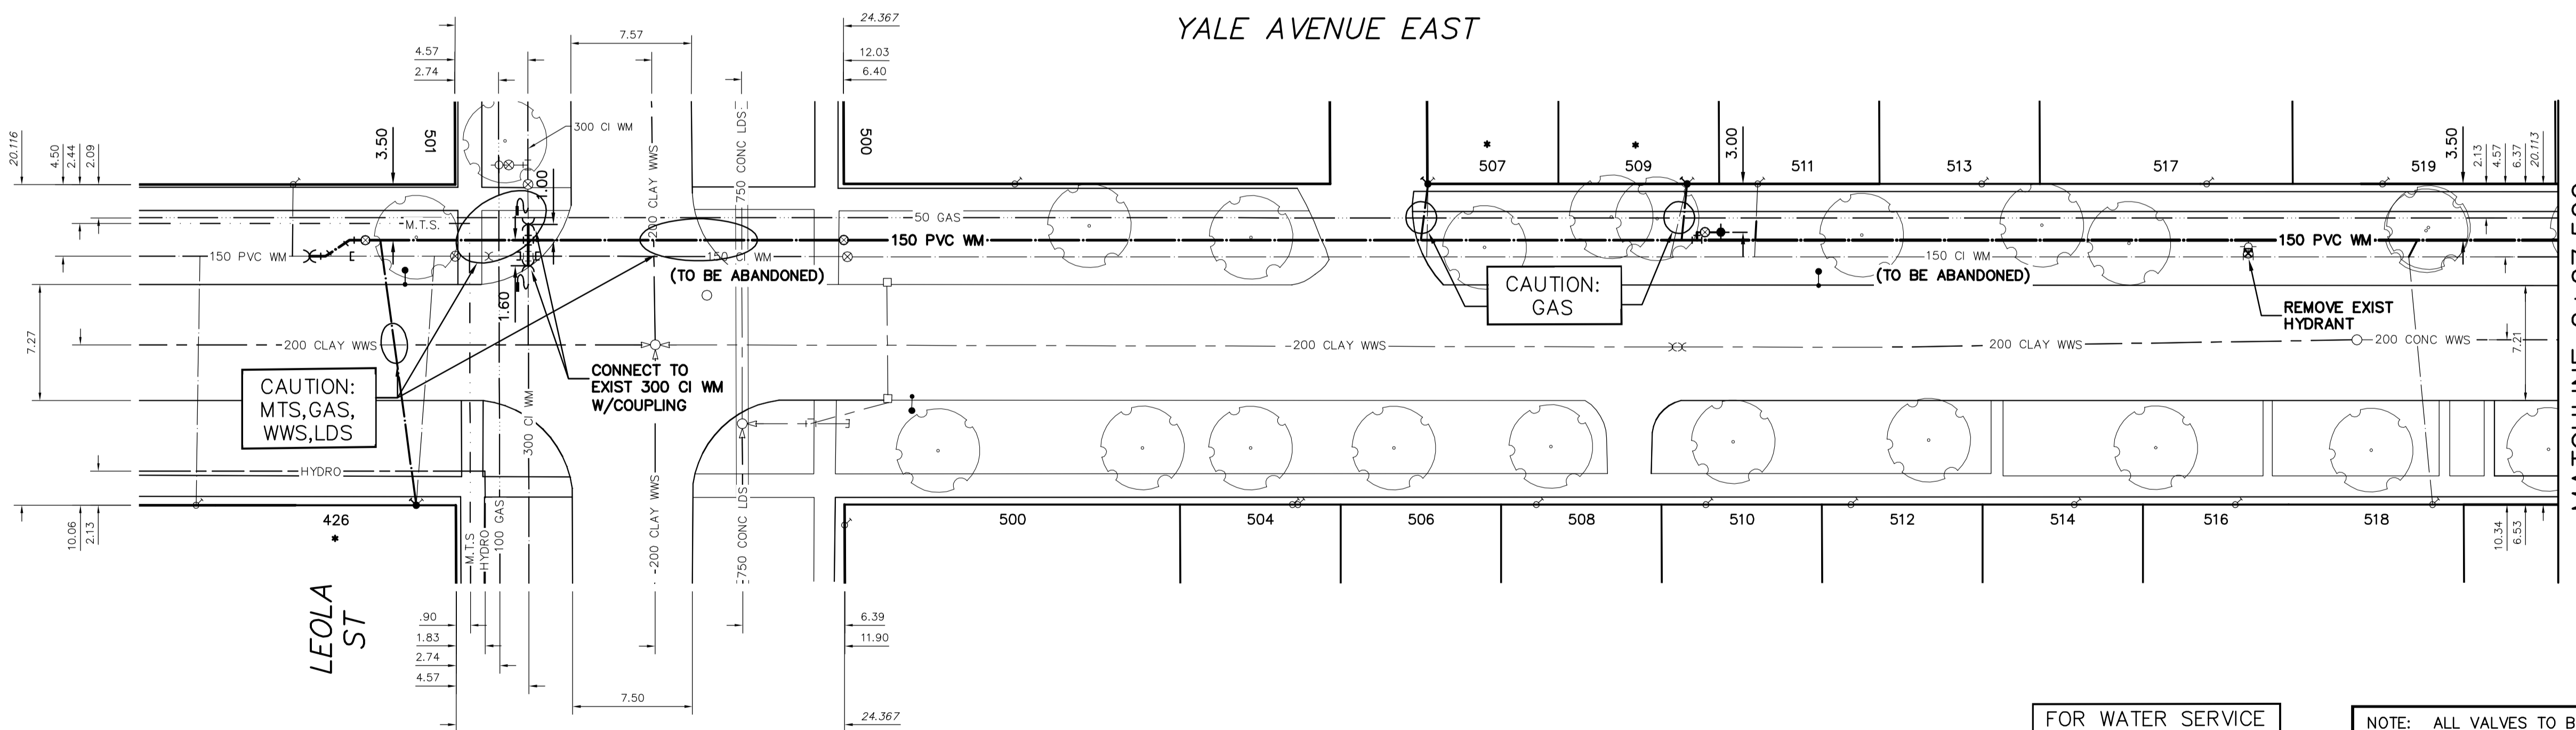 YALE AVENUE EAST
24.367
7.57
12.03
4.57
2.74
6.40
20.116
4.50
2.44
2.09
3.50
501
300 CI WM
1.00
200 CLAY WWS
750 CONC LDS
500
507
*
509
*
3.00
511
513
517
519
3.50
2.13
4.57
6.37
20.113
M.T.S.
50 GAS
150 PVC WM
150 PVC WM
150 PVC WM
150 CI WM
150 CI WM
(TO BE ABANDONED)
(TO BE ABANDONED)
1.60
CAUTION:
GAS
REMOVE EXIST
HYDRANT
7.27
200 CLAY WWS
200 CLAY WWS
200 CLAY WWS
200 CONC WWS
7.21
CAUTION:
MTS,GAS,
WWS,LDS
CONNECT TO
EXIST 300 CI WM
W/COUPLING
300 CI WM
HYDRO
10.06
2.13
426
*
M.T.S
HYDRO
100 GAS
200 CLAY WWS
750 CONC LDS
500
504
506
508
510
512
514
516
518
10.34
6.53
LEOLA
ST
.90
1.83
2.74
4.57
6.39
11.90
7.50
24.367
FOR WATER SERVICE
NOTE: ALL VALVES TO B